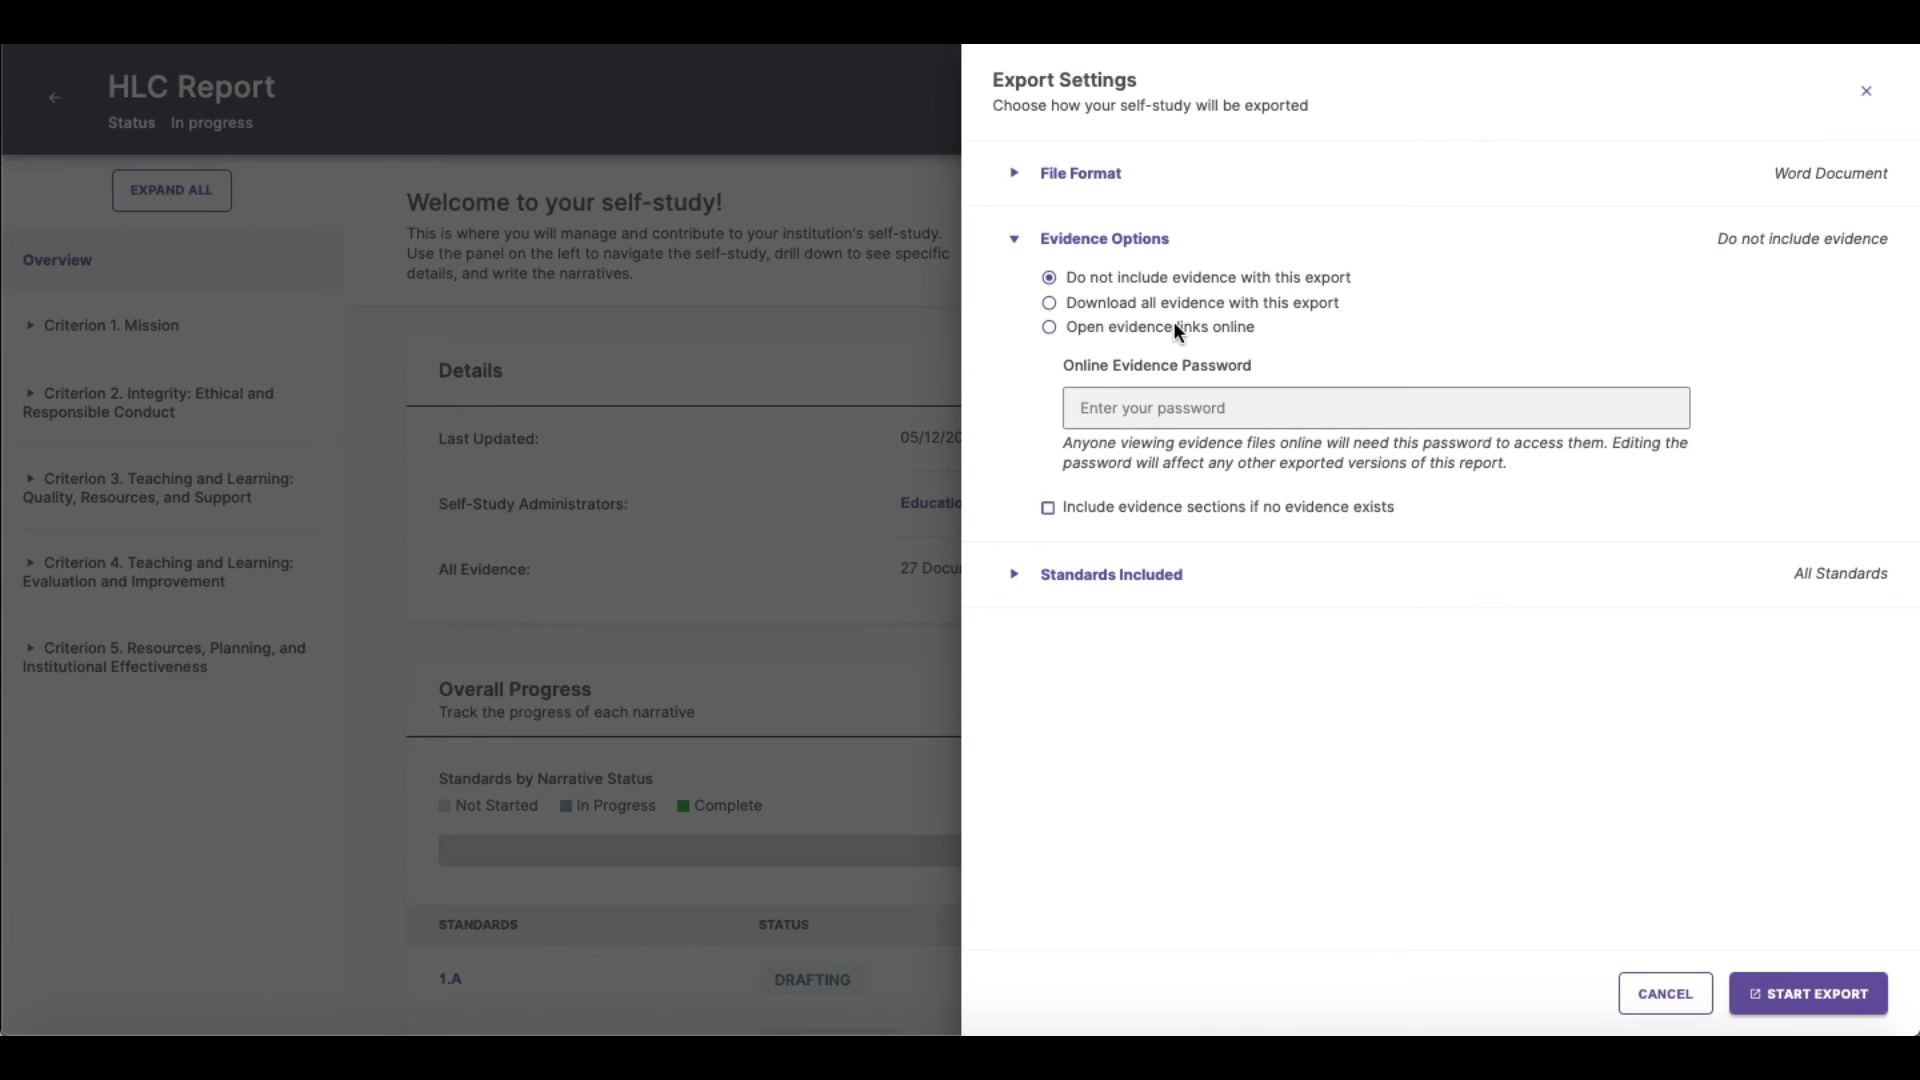 HLC Report
Status In progress
EXPAND ALL
Overview
Criterion 1. Mission
Criterion 2. Integrity: Ethical and
Responsible Conduct
Criterion 3. Teaching and Learning:
Quality, Resources, and Support
Criterion 4. Teaching and Learning:
Evaluation and Improvement
Criterion 5. Resources, Planning, and
Institutional Effectiveness
Welcome to your self-study!
This is where you will manage and contribute to your institution's self-study.
Use the panel on the left to navigate the self-study, drill down to see specific
details, and write the narratives.
Details
Last Updated: 05/12/20
Self-Study Administrators:
All Evidence: 27
Overall Progress
Track the progress of each narrative
Standards by Narrative Status
Not Started In Progress Complete
STANDARDS STATUS
1.A DRAFTING
Export Settings
Choose how your self-study will be exported
File Format Word Document
Evidence Options Do not include evidence
Do not include evidence with this export
Download all evidence with this export
Open evidence links online
Online Evidence Password
Enter your password
Anyone viewing evidence files online will need this password to access them. Editing the
password will affect any other exported versions of this report.
Include evidence sections if no evidence exists
Standards Included All Standards
CANCEL START EXPORT